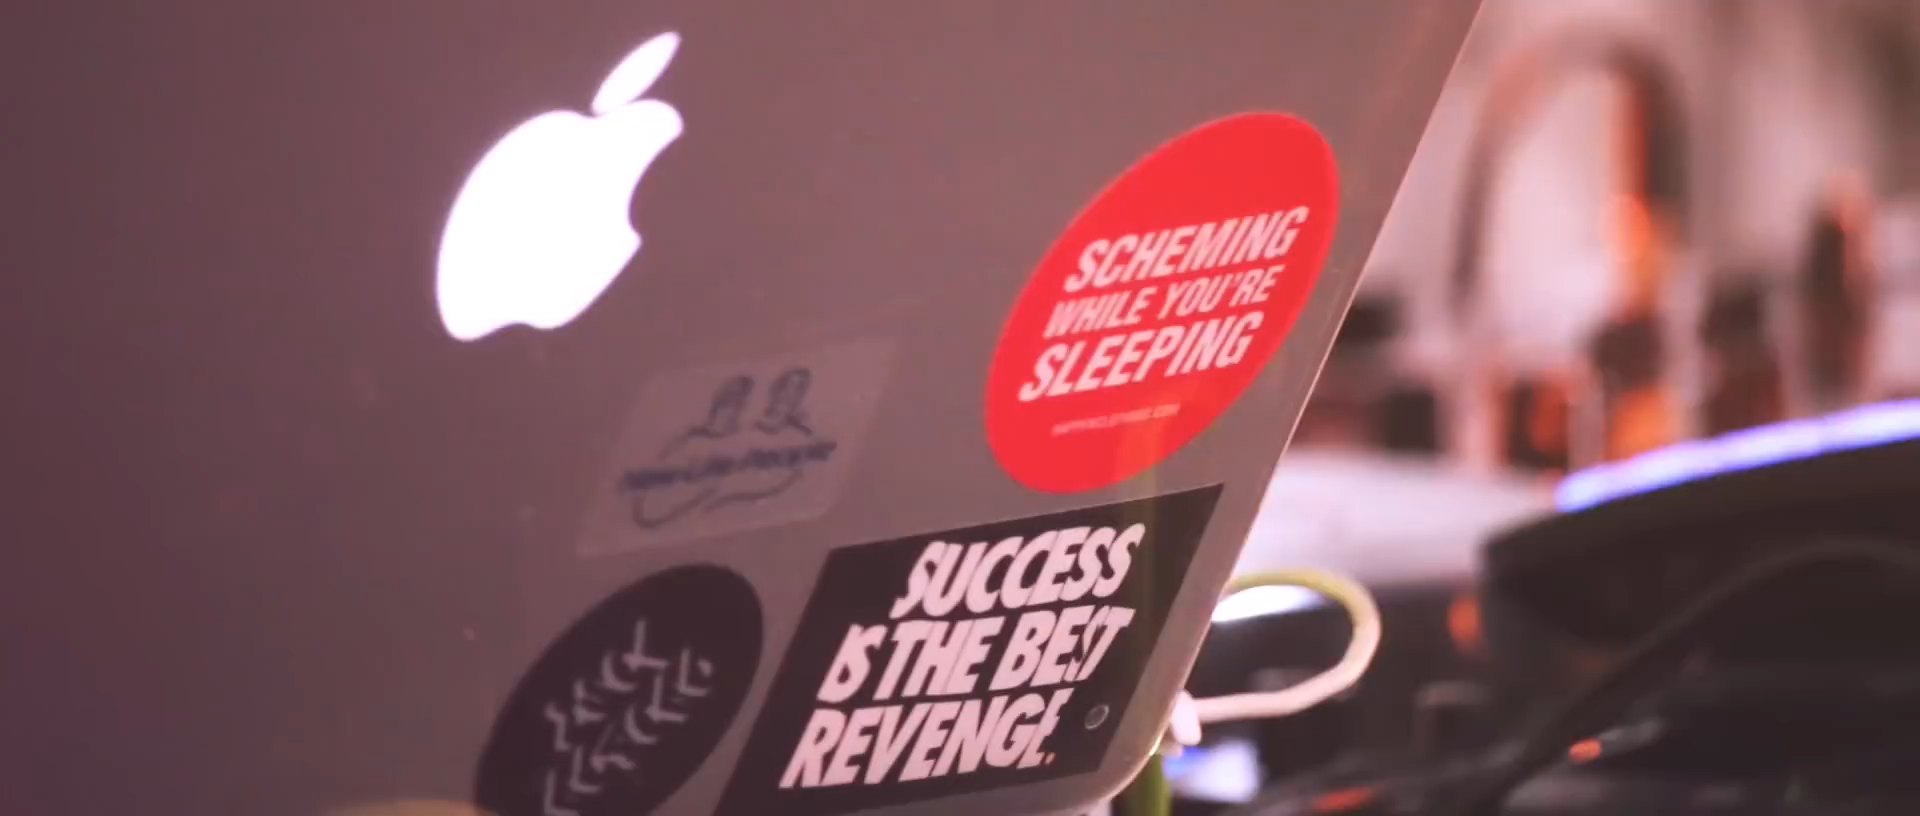 SCHEMING
WHILE YOU'RE
SLEEPING
SUCCESS
IS THE BEST
REVENGE.